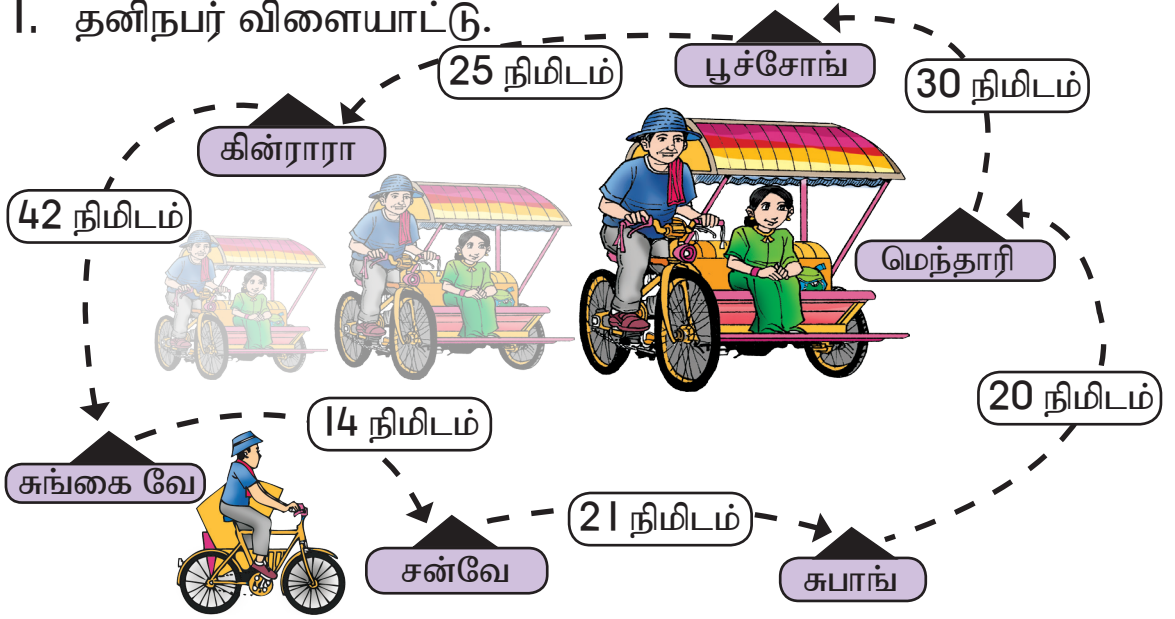 1. தனிநபர் விளையாட்டு.
25 நிமிடம்
பூச்சோங்
30 நிமிடம்
கின்ராரா
42 நிமிடம்
மெந்தாரி
20 நிமிடம்
14 நிமிடம்
சுங்கை வே
21 நிமிடம்
சன்வே
சுபாங்